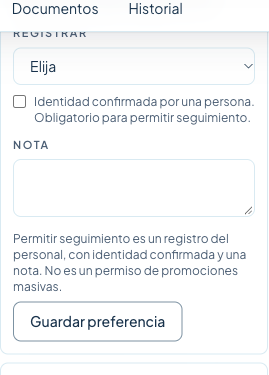 Documentos Historial
REGISTRAR
Elija
Identidad confirmada por una persona.
Obligatorio para permitir seguimiento.
NOTA
Permitir seguimiento es un registro del
personal, con identidad confirmada y una
nota. No es un permiso de promociones
masivas.
Guardar preferencia